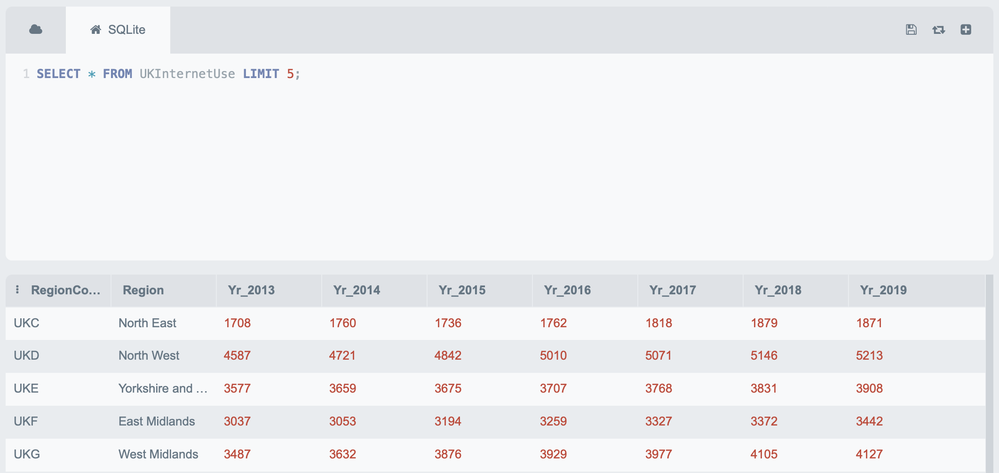 SQLite
1 SELECT * FROM UKInternetUse LIMIT 5;
RegionCo... Region Yr_2013 Yr_2014 Yr_2015 Yr_2016 Yr_2017 Yr_2018 Yr_2019
UKC North East 1708 1760 1736 1762 1818 1879 1871
UKD North West 4587 4721 4842 5010 5071 5146 5213
UKE Yorkshire and ... 3577 3659 3675 3707 3768 3831 3908
UKF East Midlands 3037 3053 3194 3259 3327 3372 3442
UKG West Midlands 3487 3632 3876 3929 3977 4105 4127